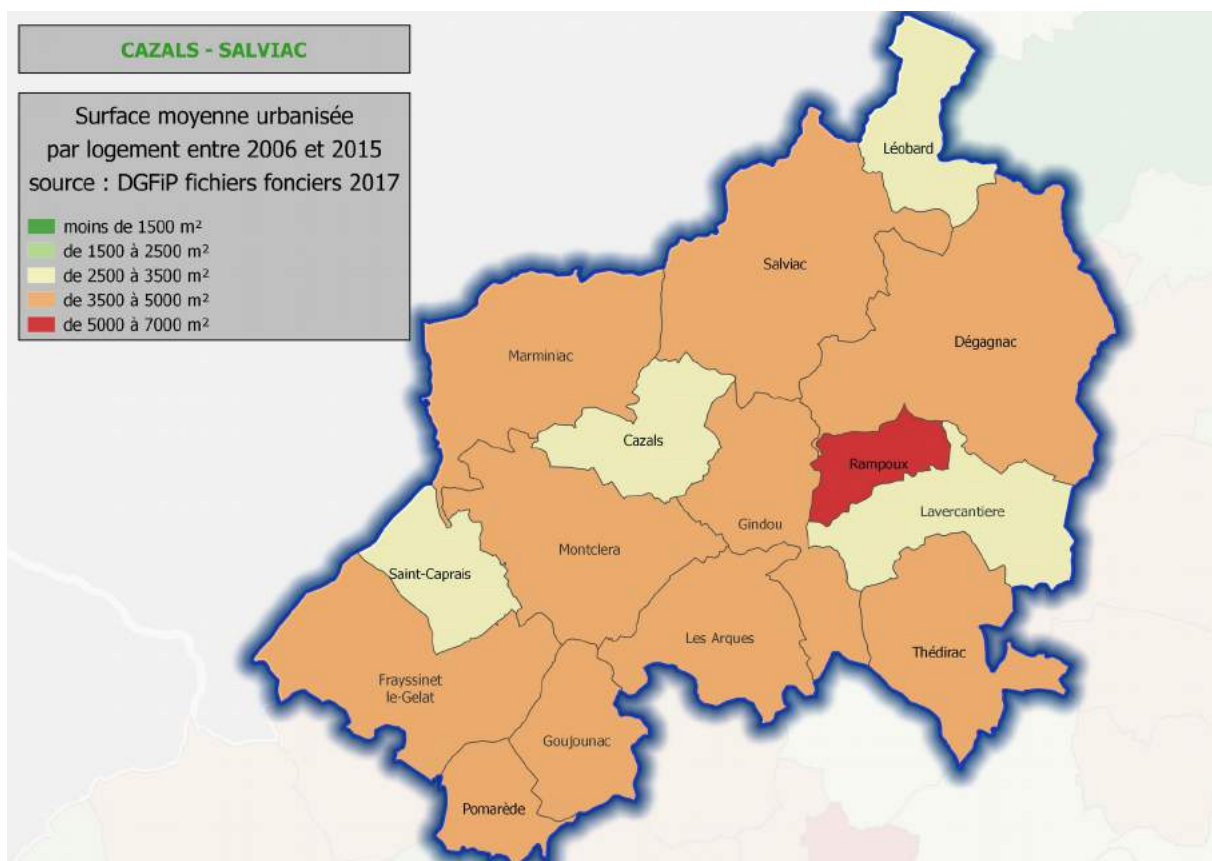 CAZALS - SALVIAC
Surface moyenne urbanisée
par logement entre 2006 et 2015
source : DGFiP fichiers fonciers 2017
moins de 1500 m²
de 1500 à 2500 m²
de 2500 à 3500 m²
de 3500 à 5000 m²
de 5000 à 7000 m²
Léobard
Salviac
Dégagnac
Marminiac
Cazals
Rampoux
Lavercantiere
Gindou
Montclera
Saint-Caprais
Les Arques
Thédirac
Frayssinet
le-Gelat
Goujounac
Pomarède